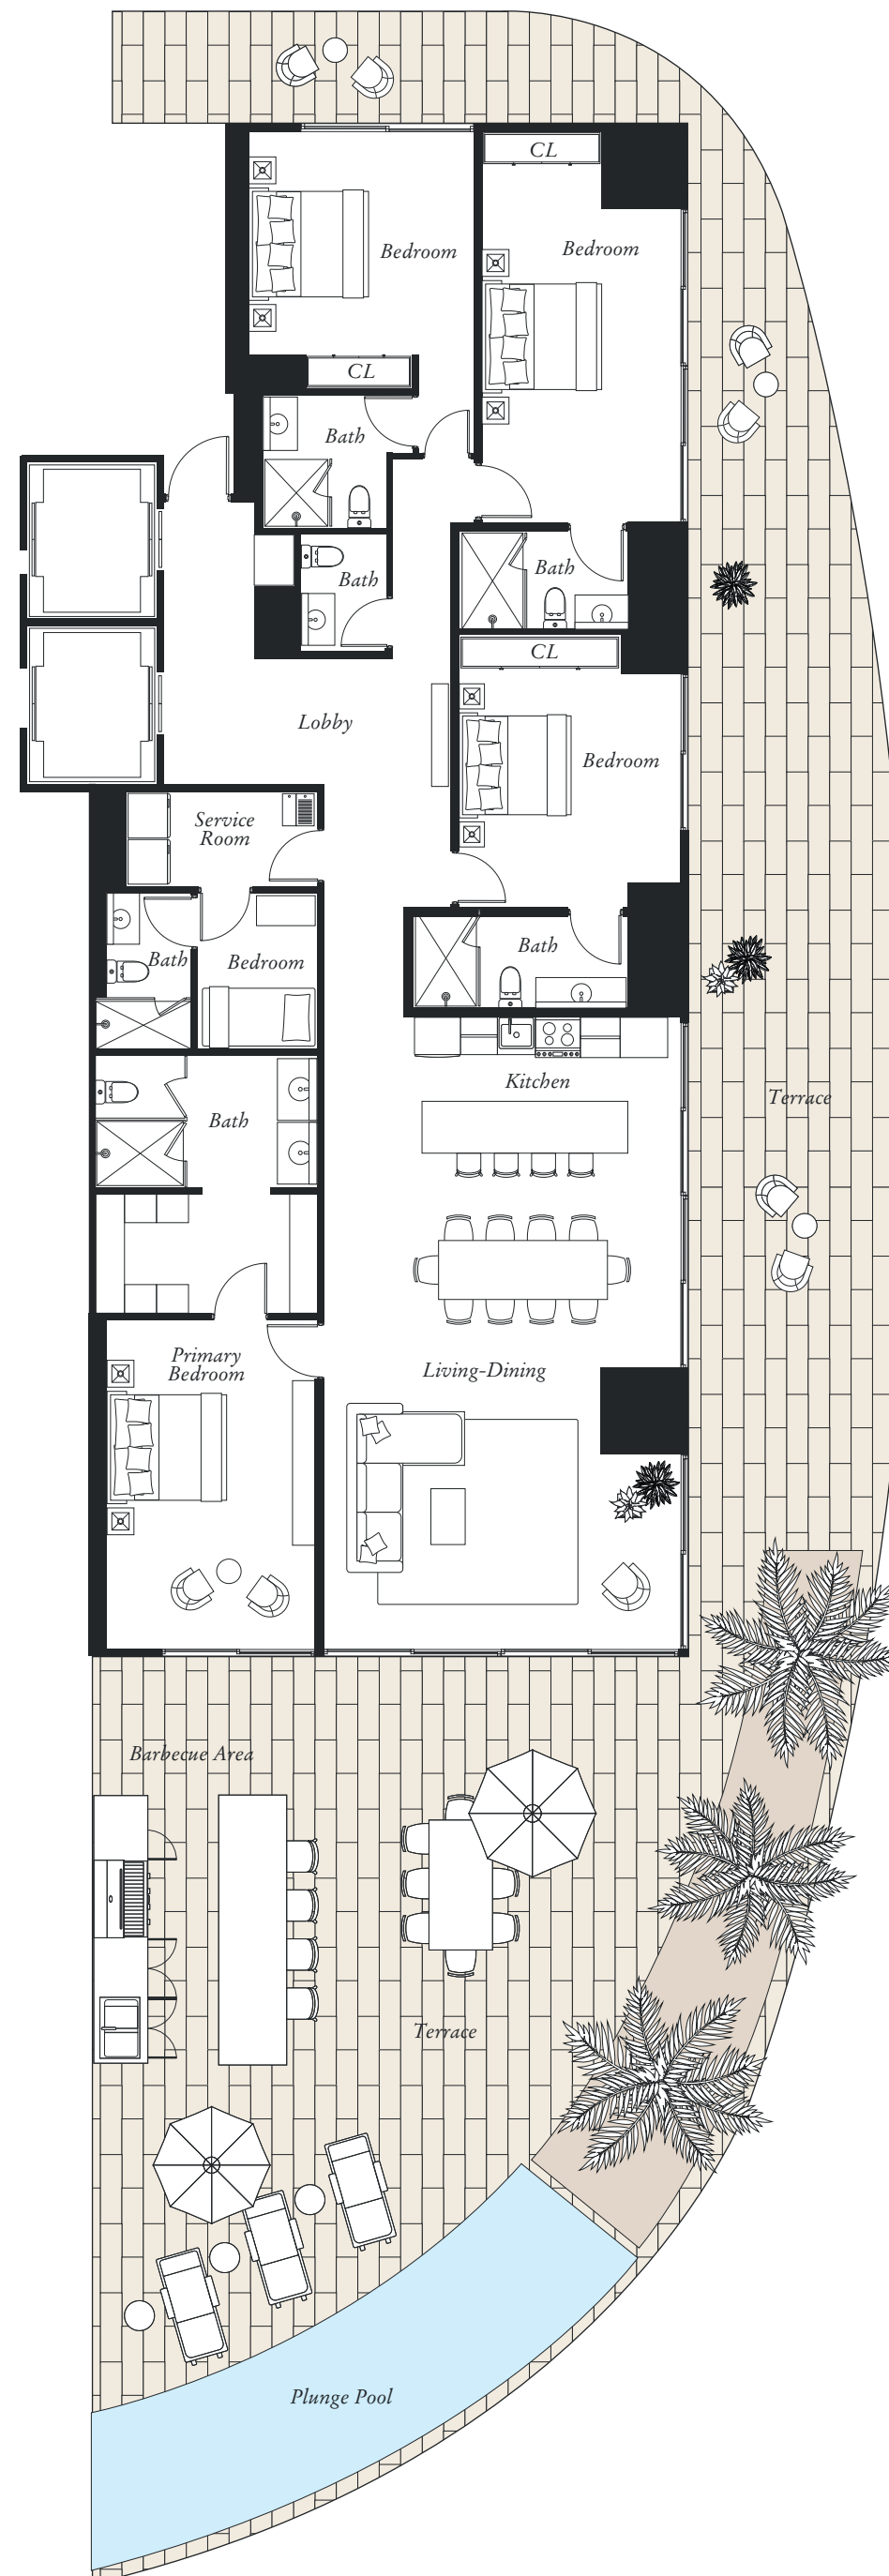 CL
Bedroom
Bedroom
CL
Bath
Bath
Bath
CL
Lobby
Bedroom
Service
Room
Bath
Bath
Bedroom
Kitchen
Terrace
Bath
Primary
Bedroom
Living-Dining
Barbecue Area
Terrace
Plunge Pool